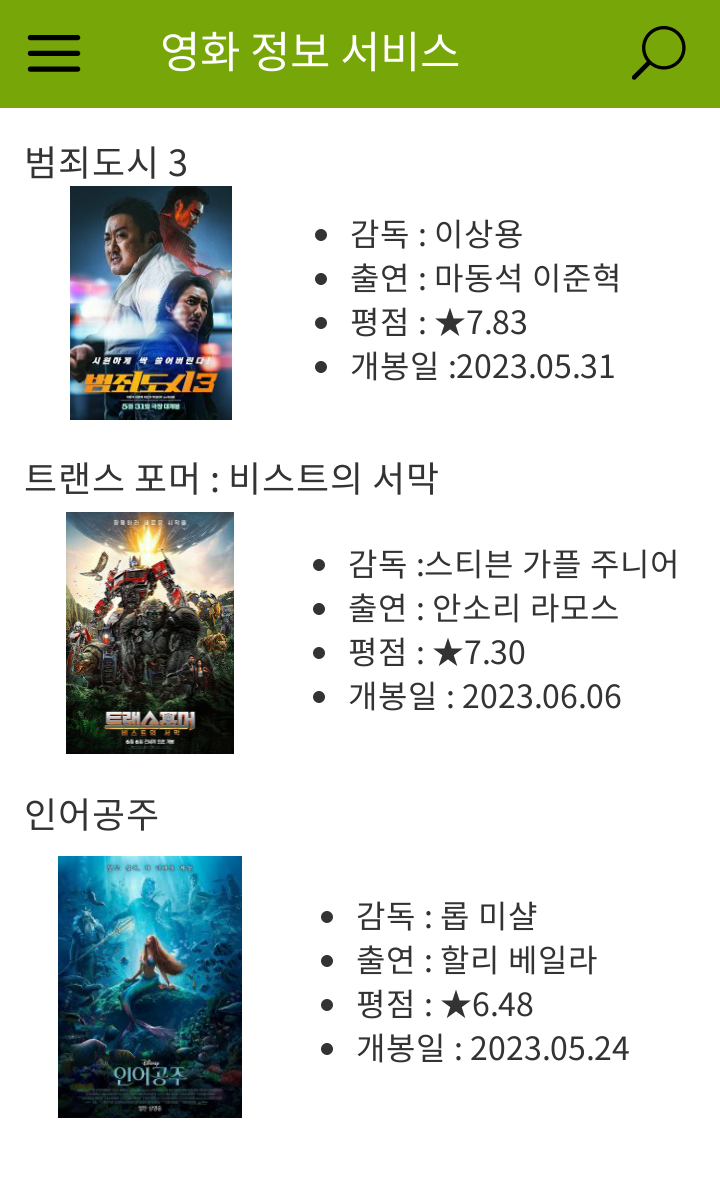 영화 정보 서비스
범죄도시 3
시원하게 싹 쓸어버린다!
범죄도시3
5월 31일 극장 대개봉
• 감독 : 이상용
• 출연 : 마동석 이준혁
• 평점 : ★7.83
• 개봉일 :2023.05.31
트랜스 포머 : 비스트의 서막
트랜스포머
비스트의 서막
• 감독 :스티븐 가플 주니어
• 출연 : 안소리 라모스
• 평점 : ★7.30
• 개봉일 : 2023.06.06
인어공주
Disney
인어공주
• 감독 : 롭 미샬
• 출연 : 할리 베일라
• 평점 : ★6.48
• 개봉일 : 2023.05.24